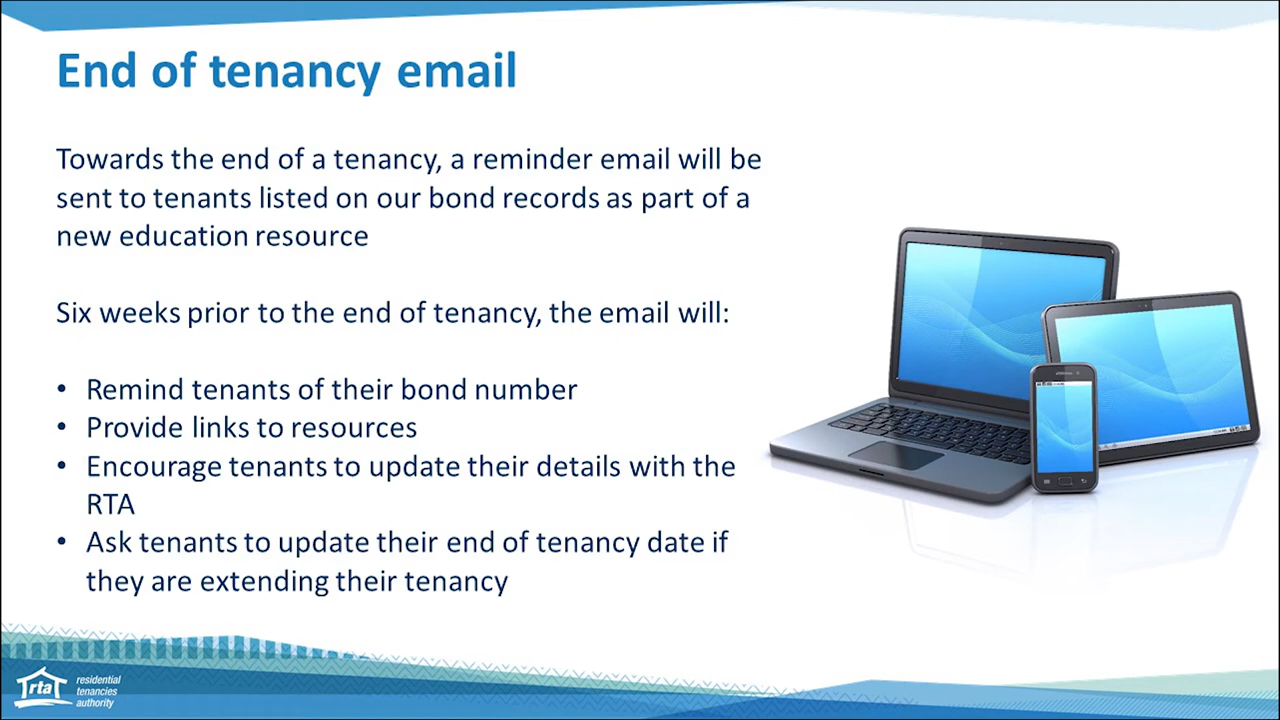 End of tenancy email
Towards the end of a tenancy, a reminder email will be
sent to tenants listed on our bond records as part of a
new education resource
Six weeks prior to the end of tenancy, the email will:
• Remind tenants of their bond number
• Provide links to resources
• Encourage tenants to update their details with the
RTA
• Ask tenants to update their end of tenancy date if
they are extending their tenancy
rta
residential
tenancies
authority